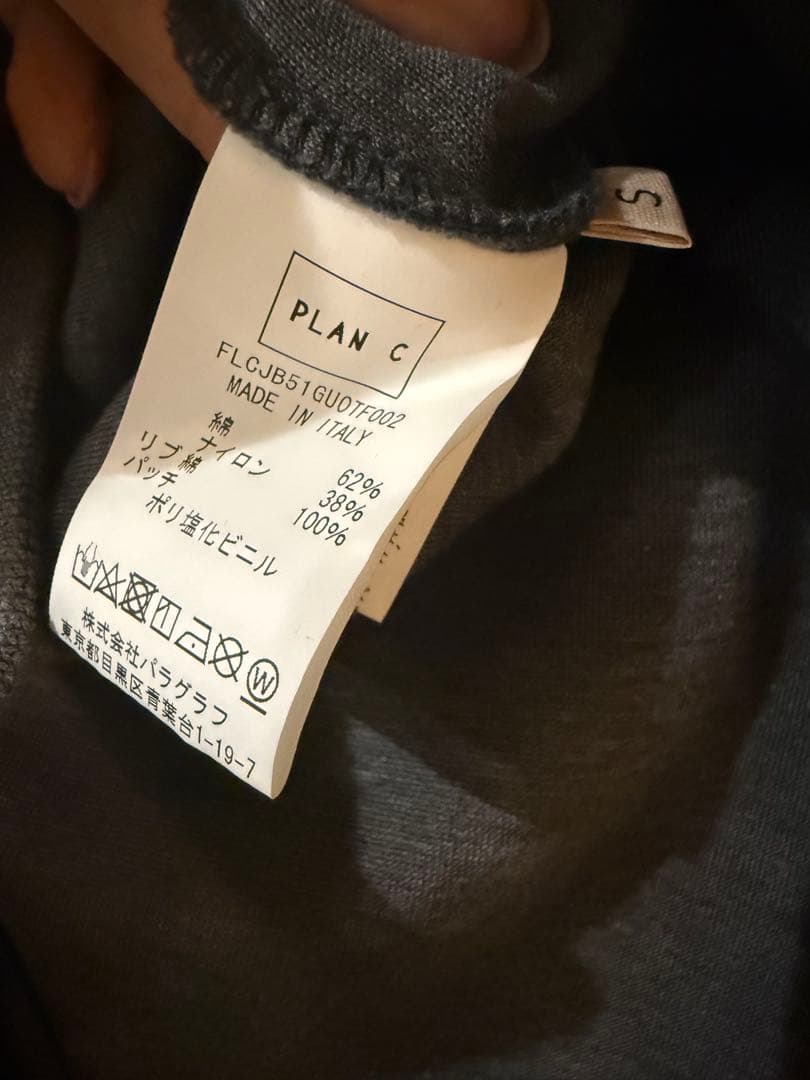 S
PLAN C
FLCJB51GU0TF002
MADE IN ITALY
綿 62%
ナイロン 38%
リブ 綿 100%
パッチ
ポリ塩化ビニル
W
株式会社パラグラフ
東京都目黒区青葉台1-19-7